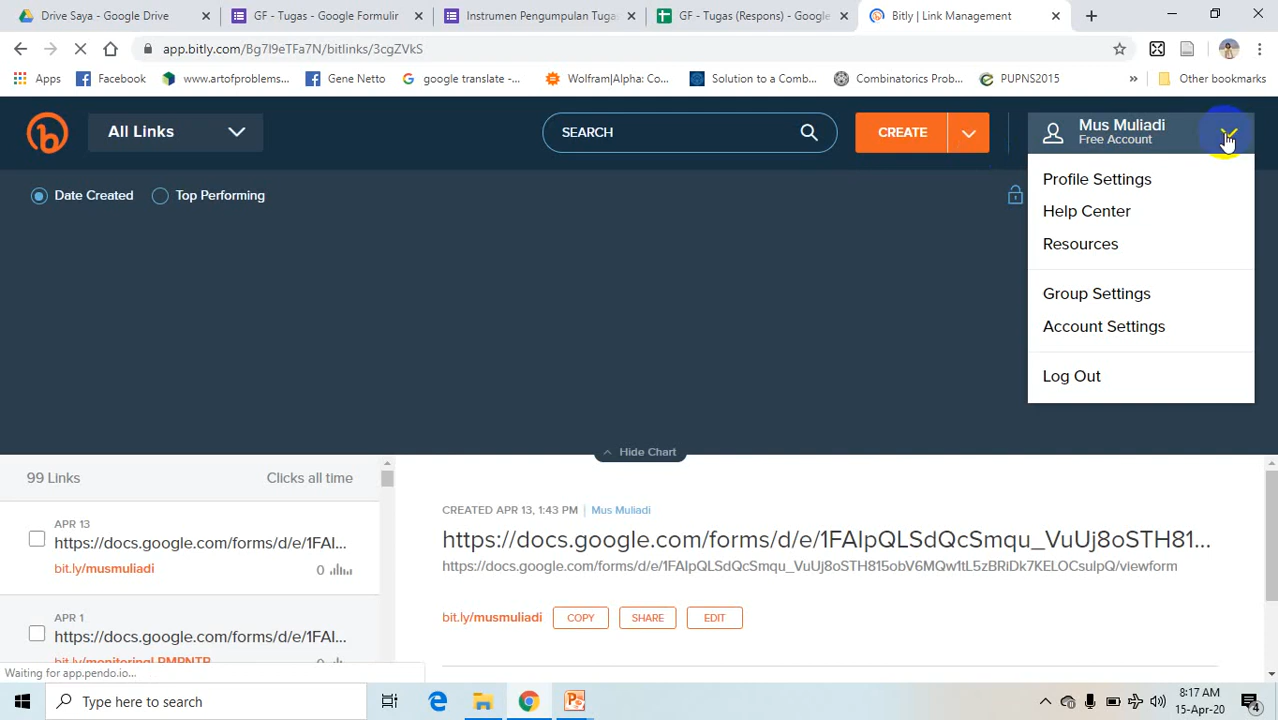 Drive Saya - Google Drive
GF - Tugas - Google Formuli
Instrumen Pengumpulan Tuga
GF - Tugas (Respons) - Google
Bitly | Link Management
app.bitly.com/Bg7I9eTFa7N/bitlinks/3cgZVkS
Apps
Facebook
www.artofproblems...
Gene Netto
google translate -...
Wolfram|Alpha: Co...
Solution to a Comb...
Combinatorics Prob...
PUPNS2015
»
Other bookmarks
All Links
SEARCH
CREATE
Mus Muliadi
Free Account
Date Created
Top Performing
Profile Settings
Help Center
Resources
Group Settings
Account Settings
Log Out
Hide Chart
99 Links
Clicks all time
APR 13
https://docs.google.com/forms/d/e/1FAI...
bit.ly/musmuliadi
0
APR 1
https://docs.google.com/forms/d/e/1FAI...
bit.ly/monitoringLPMPNTB
0
CREATED APR 13, 1:43 PM | Mus Muliadi
https://docs.google.com/forms/d/e/1FAIpQLSdQcSmqu_VuUj8oSTH81...
https://docs.google.com/forms/d/e/1FAIpQLSdQcSmqu_VuUj8oSTH815obV6MQw1tL5zBRiDk7KELOCsulpQ/viewform
bit.ly/musmuliadi
COPY
SHARE
EDIT
Waiting for app.pendo.io...
Type here to search
8:17 AM
15-Apr-20
4